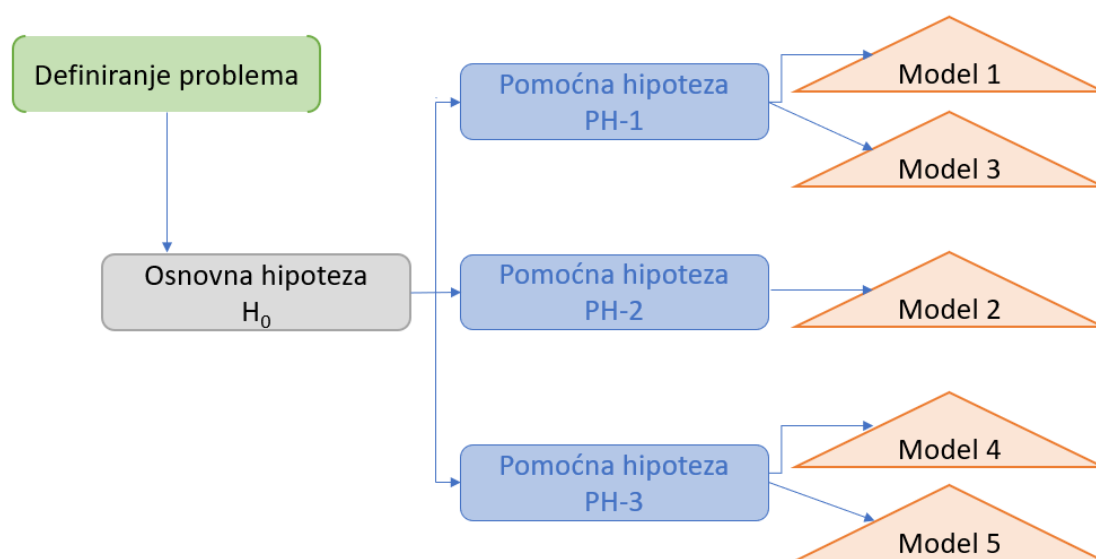 Definiranje problema
Osnovna hipoteza
H₀
Pomoćna hipoteza
PH-1
Model 1
Model 3
Pomoćna hipoteza
PH-2
Model 2
Pomoćna hipoteza
PH-3
Model 4
Model 5